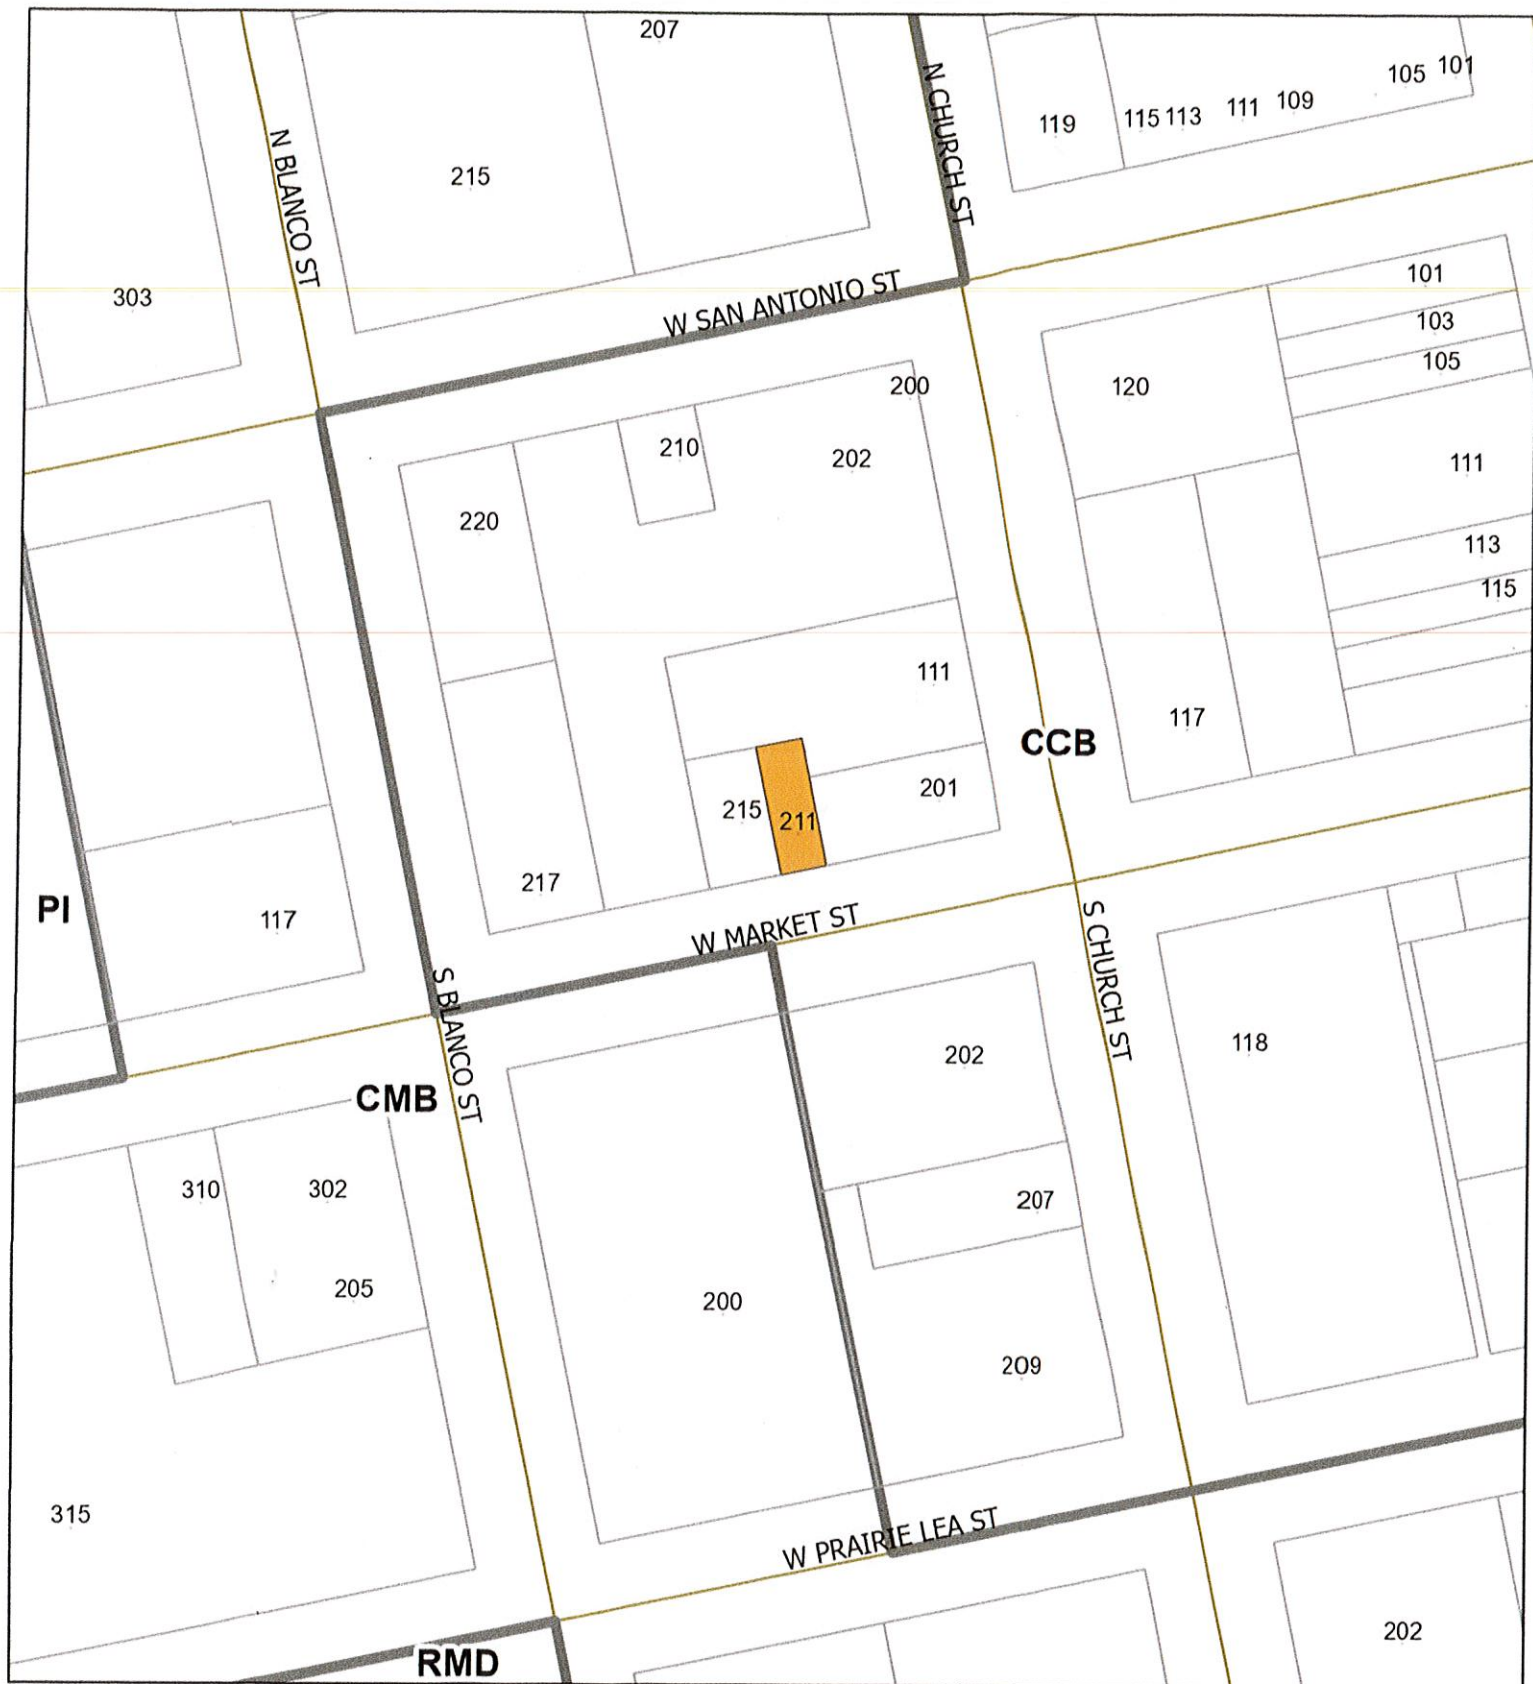 207
N CHURCH ST
105 101
119
115 113 111 109
N BLANCO ST
215
303
W SAN ANTONIO ST
101
103
105
200
120
210
202
111
220
113
115
111
117
CCB
215
211
201
217
PI
117
W MARKET ST
S BLANCO ST
S CHURCH ST
202
118
CMB
310
302
207
205
200
209
315
W PRAIRIE LEA ST
RMD
202